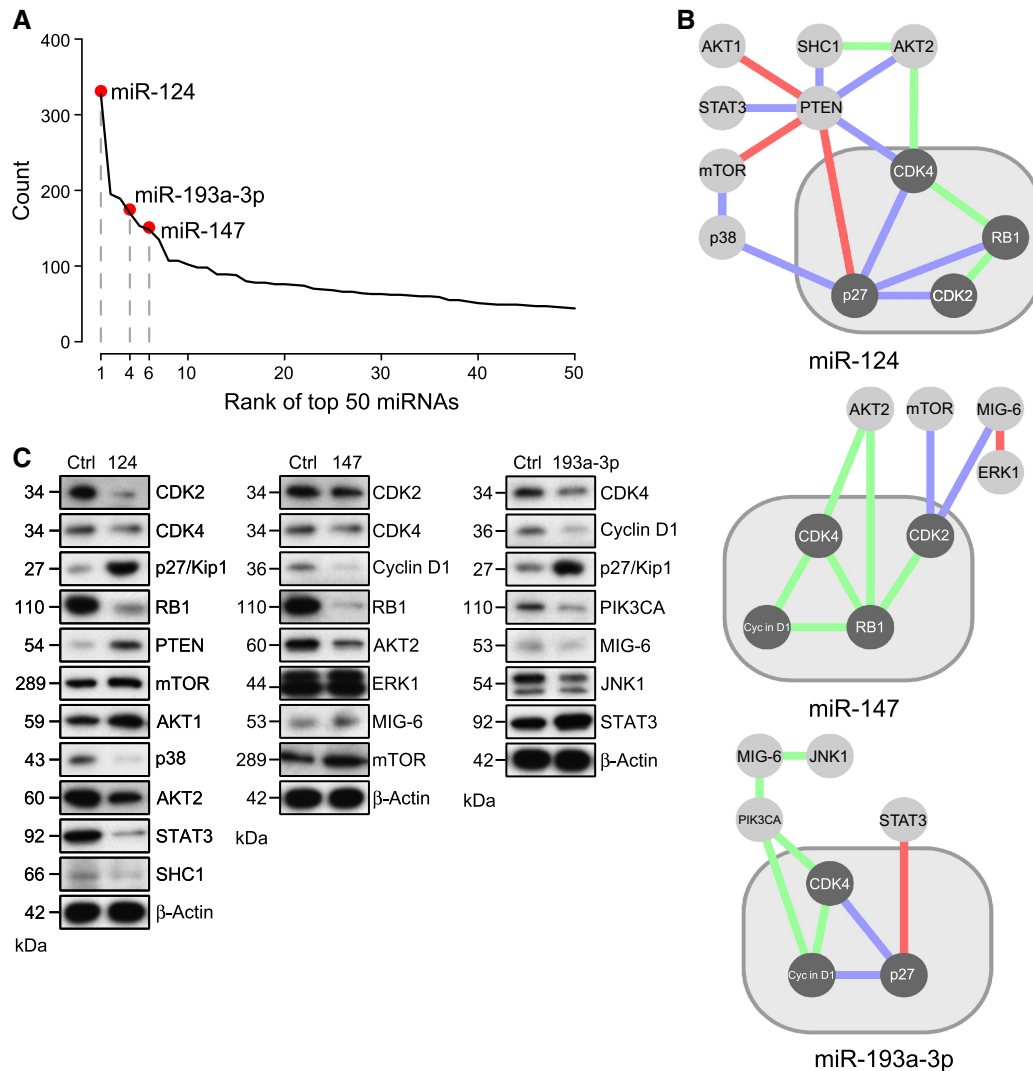 A
400
300
200
100
0
Count
miR-124
miR-193a-3p
miR-147
1 4 6 10 20 30 40 50
Rank of top 50 miRNAs
B
AKT1 SHC1 AKT2
STAT3 PTEN
mTOR CDK4
p38 RB1
p27 CDK2
miR-124
AKT2 mTOR MIG-6
ERK1
CDK4 CDK2
Cyc in D1 RB1
miR-147
MIG-6 JNK1
PIK3CA STAT3
CDK4
Cyc in D1 p27
miR-193a-3p
C
Ctrl 124
34 CDK2
34 CDK4
27 p27/Kip1
110 RB1
54 PTEN
289 mTOR
59 AKT1
43 p38
60 AKT2
92 STAT3
66 SHC1
42 β-Actin
kDa
Ctrl 147
34 CDK2
34 CDK4
36 Cyclin D1
110 RB1
60 AKT2
44 ERK1
53 MIG-6
289 mTOR
42 β-Actin
kDa
Ctrl 193a-3p
34 CDK4
36 Cyclin D1
27 p27/Kip1
110 PIK3CA
53 MIG-6
54 JNK1
92 STAT3
42 β-Actin
kDa